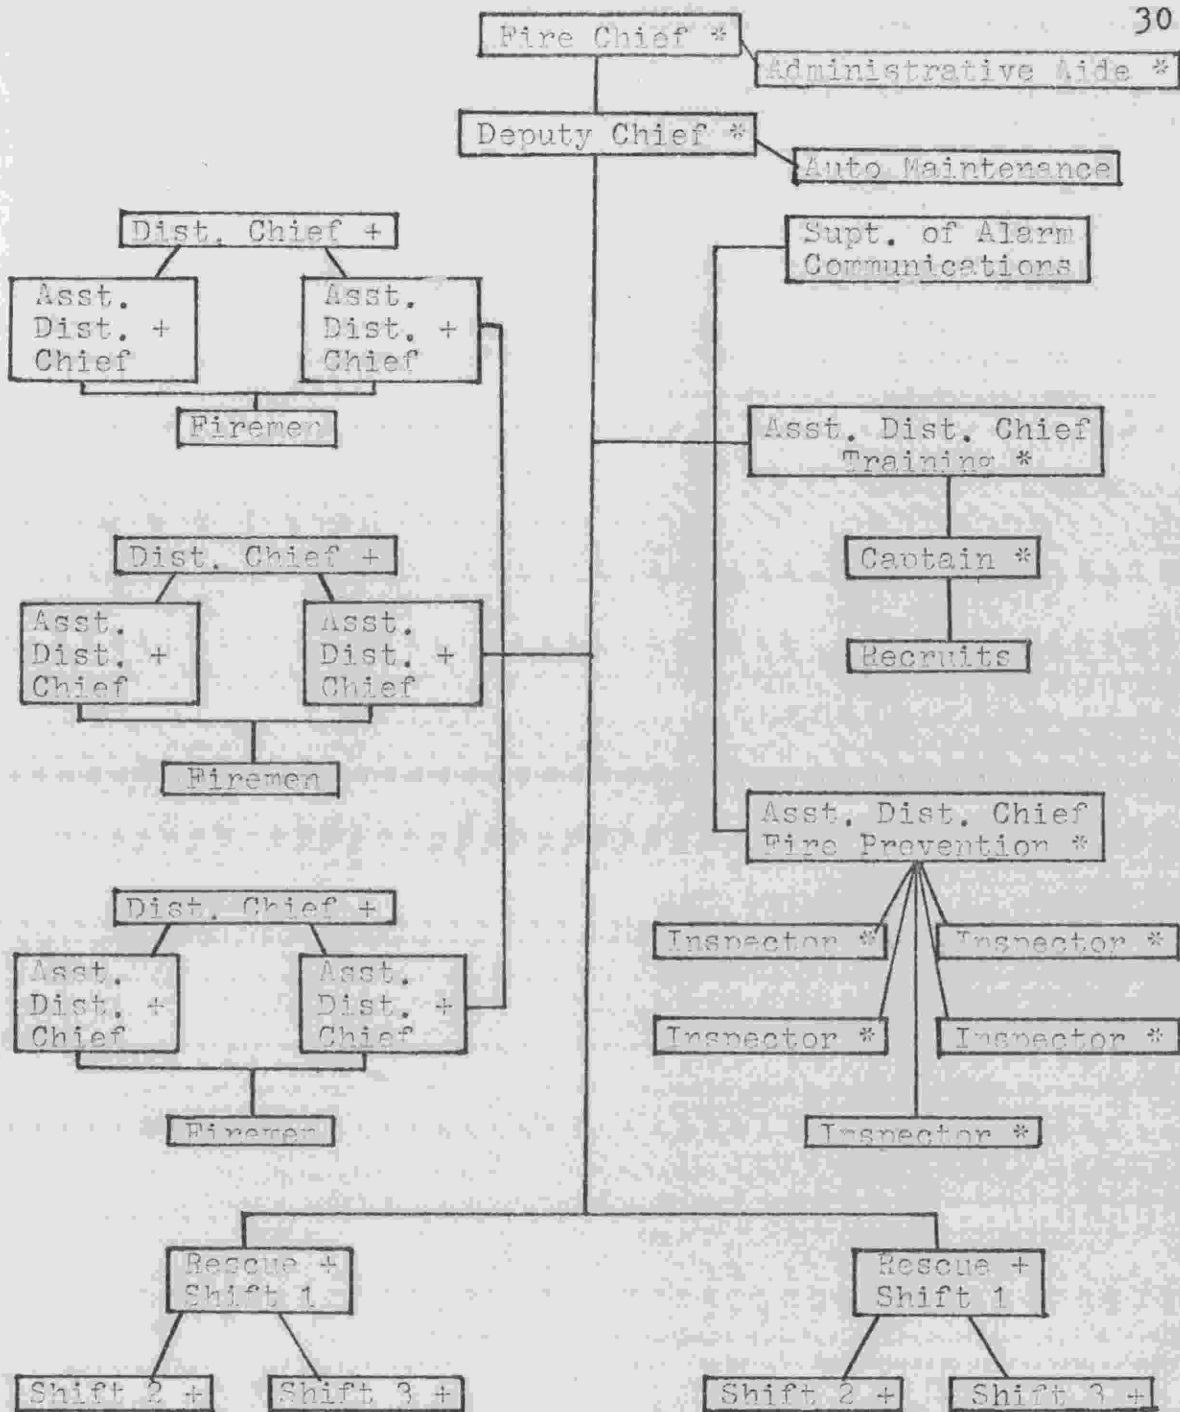 30
Fire Chief *
Administrative Aide *
Deputy Chief *
Auto Maintenance
Dist. Chief +
Asst.
Dist. +
Chief
Asst.
Dist. +
Chief
Firemen
Supt. of Alarm
Communications
Asst. Dist. Chief
Training *
Captain *
Recruits
Dist. Chief +
Asst.
Dist. +
Chief
Asst.
Dist. +
Chief
Firemen
Asst. Dist. Chief
Fire Prevention *
Inspector *
Inspector *
Inspector *
Inspector *
Inspector *
Dist. Chief +
Asst.
Dist. +
Chief
Asst.
Dist. +
Chief
Firemen
Rescue +
Shift 1
Shift 2 +
Shift 3 +
Rescue +
Shift 1
Shift 2 +
Shift 3 +